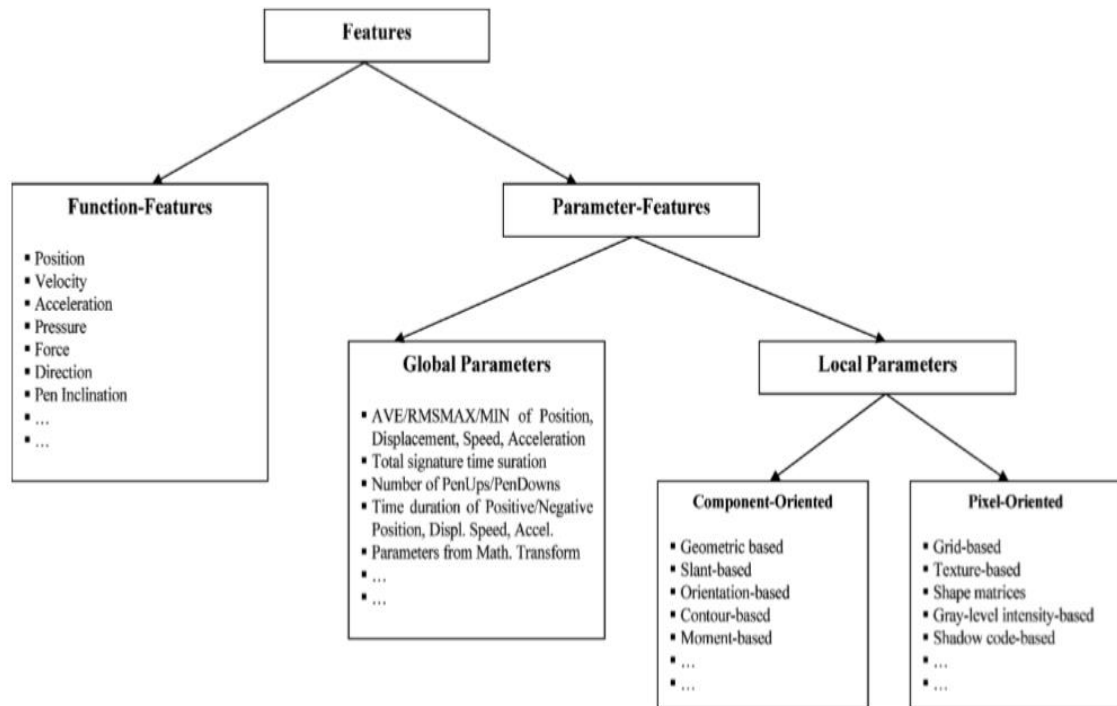 Features
Function-Features
▪ Position
▪ Velocity
▪ Acceleration
▪ Pressure
▪ Force
▪ Direction
▪ Pen Inclination
▪ …
▪ …
Parameter-Features
Global Parameters
▪ AVE/RMSMAX/MIN of Position,
Displacement, Speed, Acceleration
▪ Total signature time suration
▪ Number of PenUps/PenDowns
▪ Time duration of Positive/Negative
Position, Displ. Speed, Accel.
▪ Parameters from Math. Transform
▪ …
▪ …
Local Parameters
Component-Oriented
▪ Geometric based
▪ Slant-based
▪ Orientation-based
▪ Contour-based
▪ Moment-based
▪ …
▪ …
Pixel-Oriented
▪ Grid-based
▪ Texture-based
▪ Shape matrices
▪ Gray-level intensity-based
▪ Shadow code-based
▪ …
▪ …